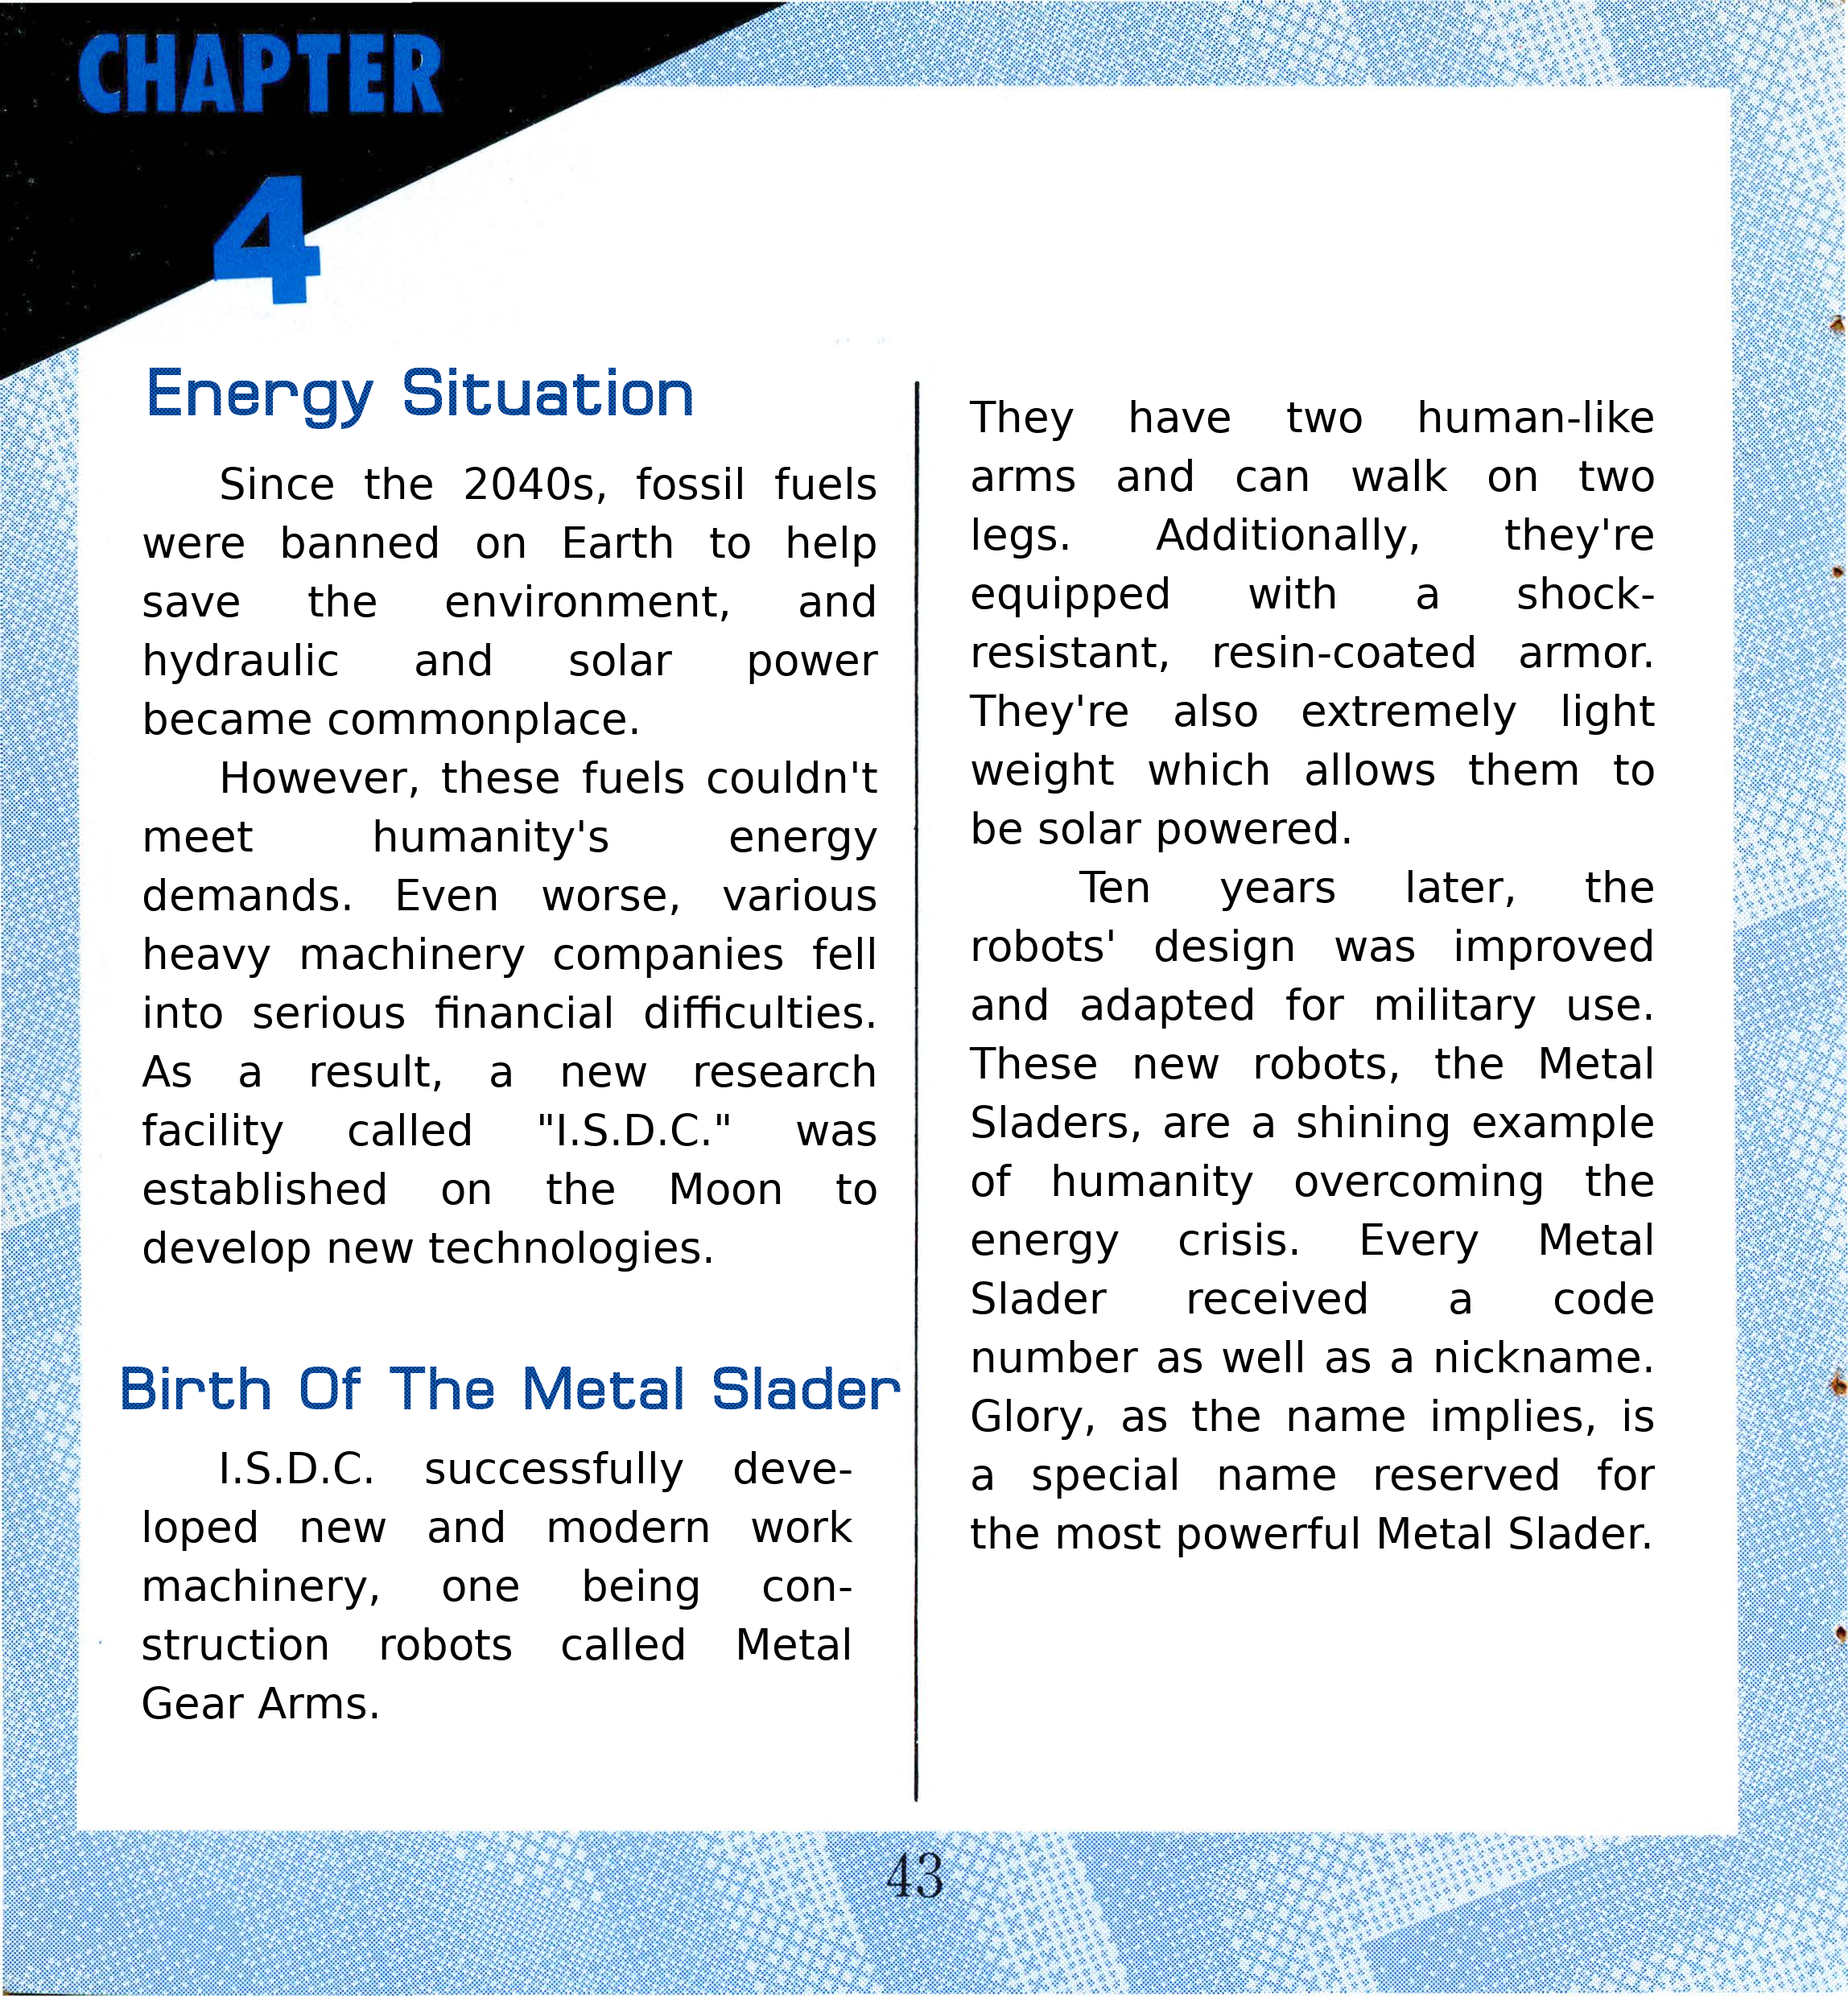 CHAPTER
4
Energy Situation
Since the 2040s, fossil fuels
were banned on Earth to help
save the environment, and
hydraulic and solar power
became commonplace.
However, these fuels couldn't
meet humanity's energy
demands. Even worse, various
heavy machinery companies fell
into serious financial difficulties.
As a result, a new research
facility called "I.S.D.C." was
established on the Moon to
develop new technologies.
Birth Of The Metal Slader
I.S.D.C. successfully deve-
loped new and modern work
machinery, one being con-
struction robots called Metal
Gear Arms.
They have two human-like
arms and can walk on two
legs. Additionally, they're
equipped with a shock-
resistant, resin-coated armor.
They're also extremely light
weight which allows them to
be solar powered.
Ten years later, the
robots' design was improved
and adapted for military use.
These new robots, the Metal
Sladers, are a shining example
of humanity overcoming the
energy crisis. Every Metal
Slader received a code
number as well as a nickname.
Glory, as the name implies, is
a special name reserved for
the most powerful Metal Slader.
43